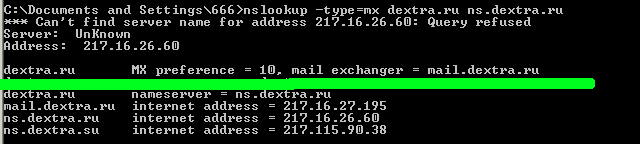 C:\Documents and Settings\666>nslookup -type=mx dextra.ru ns.dextra.ru
*** Can't find server name for address 217.16.26.60: Query refused
Server:  UnKnown
Address:  217.16.26.60
dextra.ru       MX preference = 10, mail exchanger = mail.dextra.ru
dextra.ru       nameserver = ns.dextra.ru
mail.dextra.ru  internet address = 217.16.27.195
ns.dextra.ru    internet address = 217.16.26.60
ns.dextra.su    internet address = 217.115.90.38